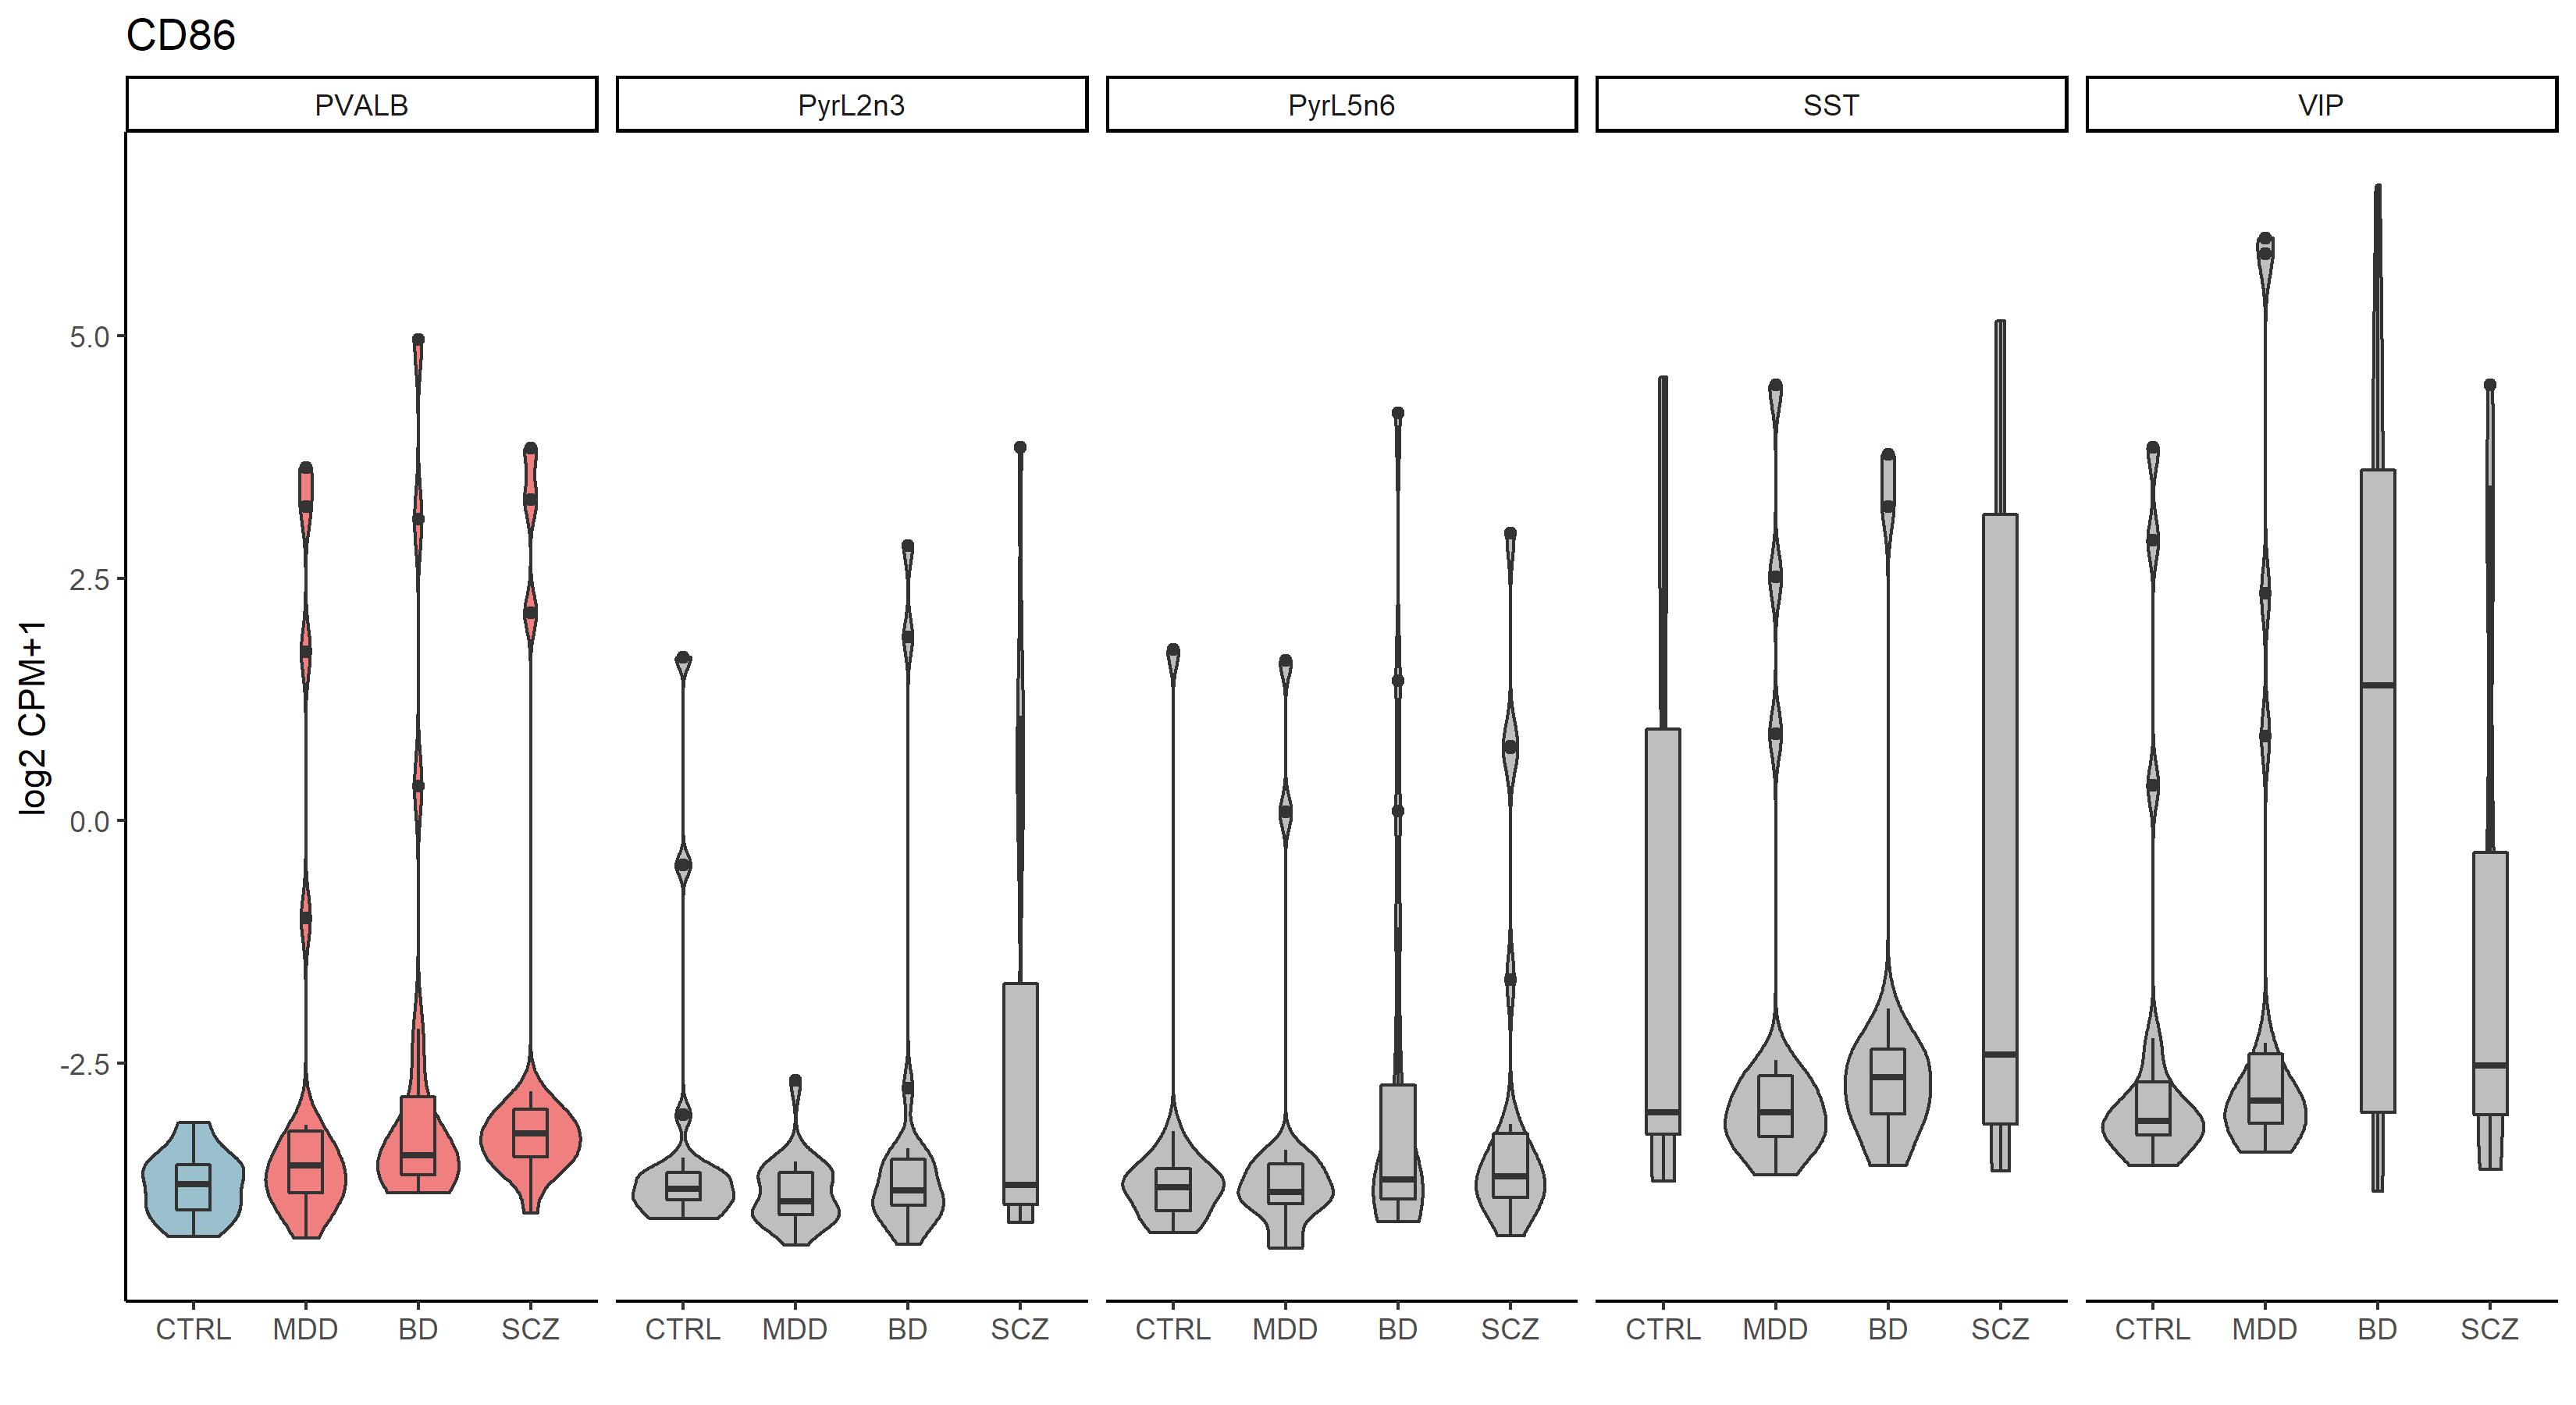 CD86
PVALB PyrL2n3 PyrL5n6 SST VIP
log2 CPM+1
5.0
2.5
0.0
-2.5
CTRL MDD BD SCZ CTRL MDD BD SCZ CTRL MDD BD SCZ CTRL MDD BD SCZ CTRL MDD BD SCZ